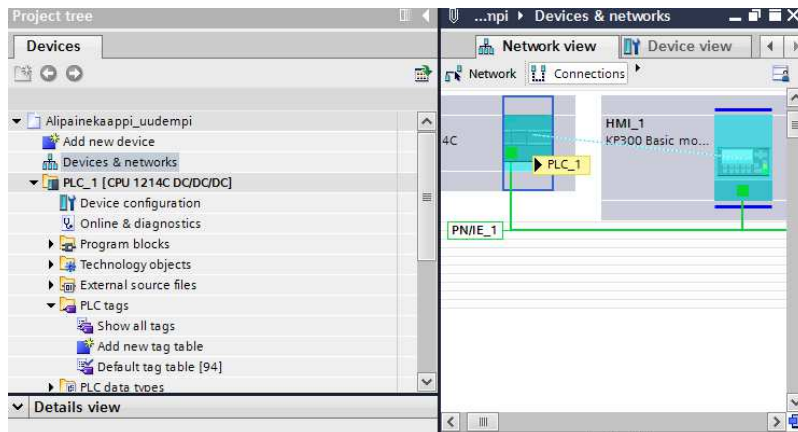 Project tree
Devices
Alipainekaappi_uudempi
Add new device
Devices & networks
PLC_1 [CPU 1214C DC/DC/DC]
Device configuration
Online & diagnostics
Program blocks
Technology objects
External source files
PLC tags
Show all tags
Add new tag table
Default tag table [94]
PLC data types
Details view
...npi ▸ Devices & networks
Network view
Device view
Network
Connections
4C
PLC_1
HMI_1
KP300 Basic mo...
PN/IE_1